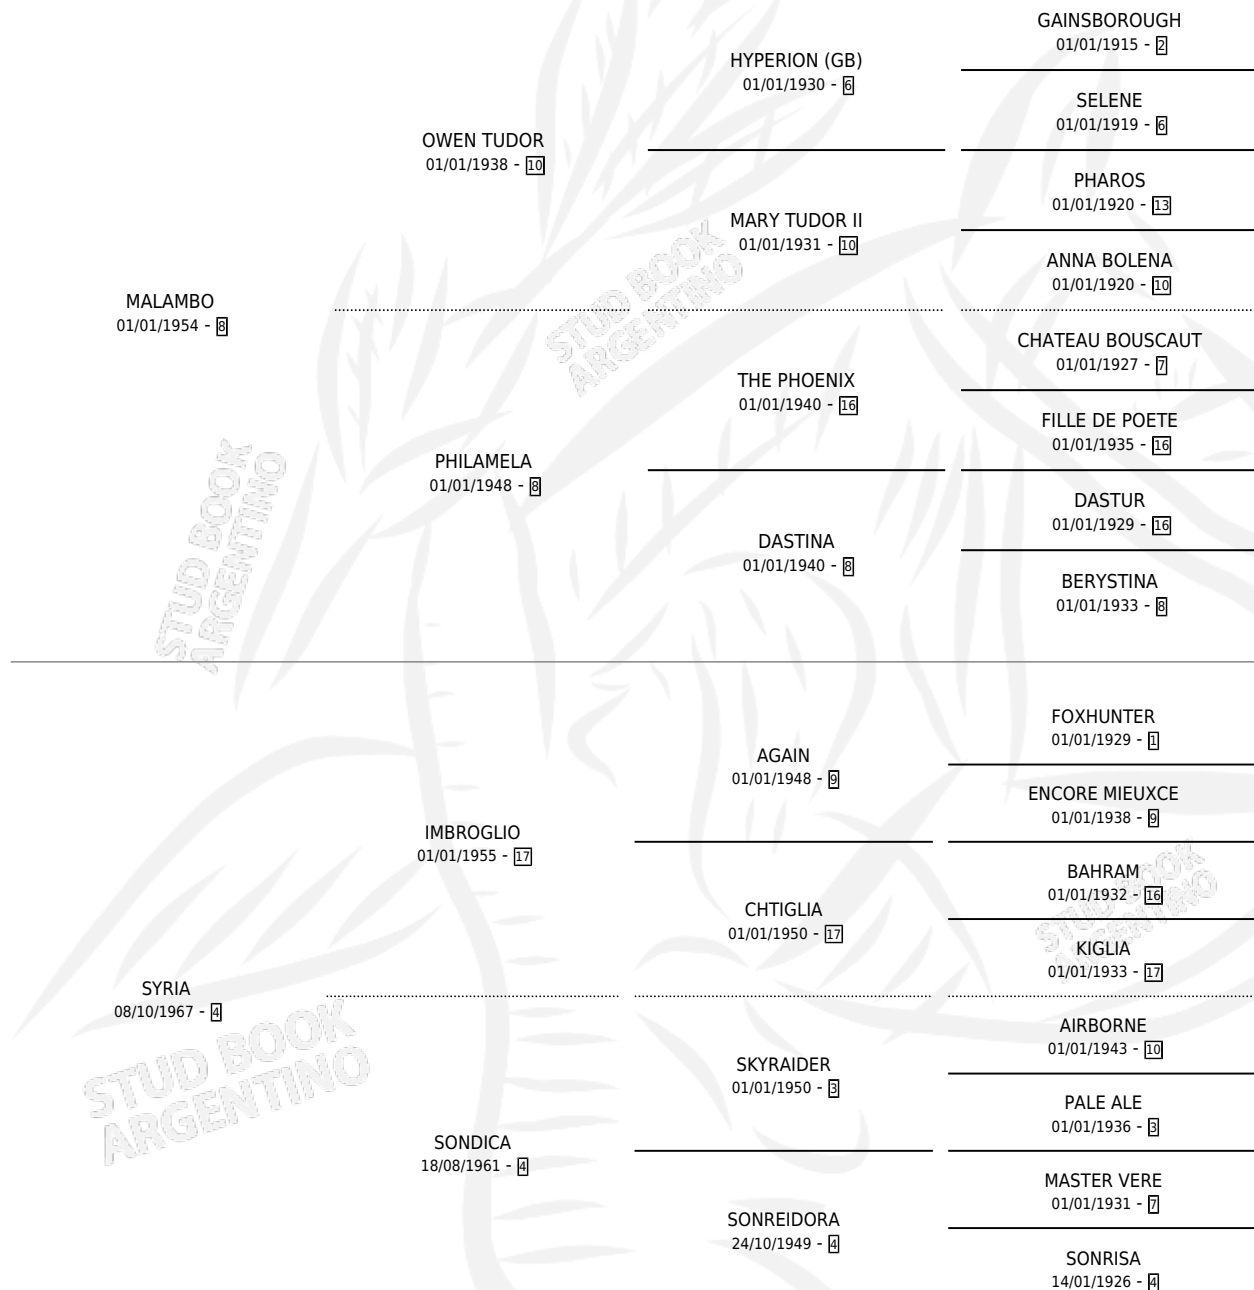 GAINSBOROUGH
01/01/1915 - 2
HYPERION (GB)
01/01/1930 - 6
SELENE
01/01/1919 - 6
OWEN TUDOR
01/01/1938 - 10
PHAROS
01/01/1920 - 13
MARY TUDOR II
01/01/1931 - 10
ANNA BOLENA
01/01/1920 - 10
MALAMBO
01/01/1954 - 8
CHATEAU BOUSCAUT
01/01/1927 - 7
THE PHOENIX
01/01/1940 - 16
FILLE DE POETE
01/01/1935 - 16
PHILAMELA
01/01/1948 - 8
DASTUR
01/01/1929 - 16
DASTINA
01/01/1940 - 8
BERYSTINA
01/01/1933 - 8
STUD BOOK
ARGENTINO
STUD BOOK
ARGENTINO
FOXHUNTER
01/01/1929 - 1
AGAIN
01/01/1948 - 9
ENCORE MIEUXCE
01/01/1938 - 9
IMBROGLIO
01/01/1955 - 17
BAHRAM
01/01/1932 - 16
CHTIGLIA
01/01/1950 - 17
KIGLIA
01/01/1933 - 17
STUD BOOK
ARGENTINO
SYRIA
08/10/1967 - 4
AIRBORNE
01/01/1943 - 10
SKYRAIDER
01/01/1950 - 3
PALE ALE
01/01/1936 - 3
SONDICA
18/08/1961 - 4
MASTER VERE
01/01/1931 - 7
SONREIDORA
24/10/1949 - 4
SONRISA
14/01/1926 - 4
STUD BOOK
ARGENTINO